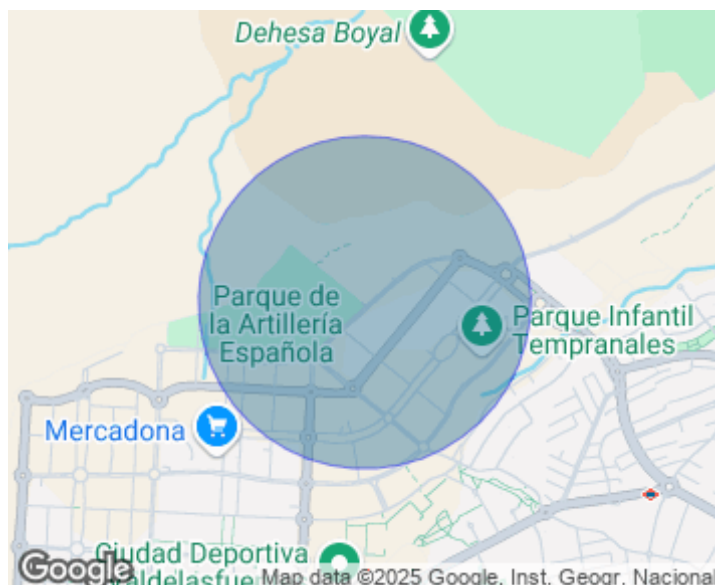 Dehesa Boyal
Parque de
la Artillería
Española
Parque Infantil
Tempranales
Mercadona
Ciudad Deportiva
Google
Map data ©2025 Google, Inst. Geogr. Nacional